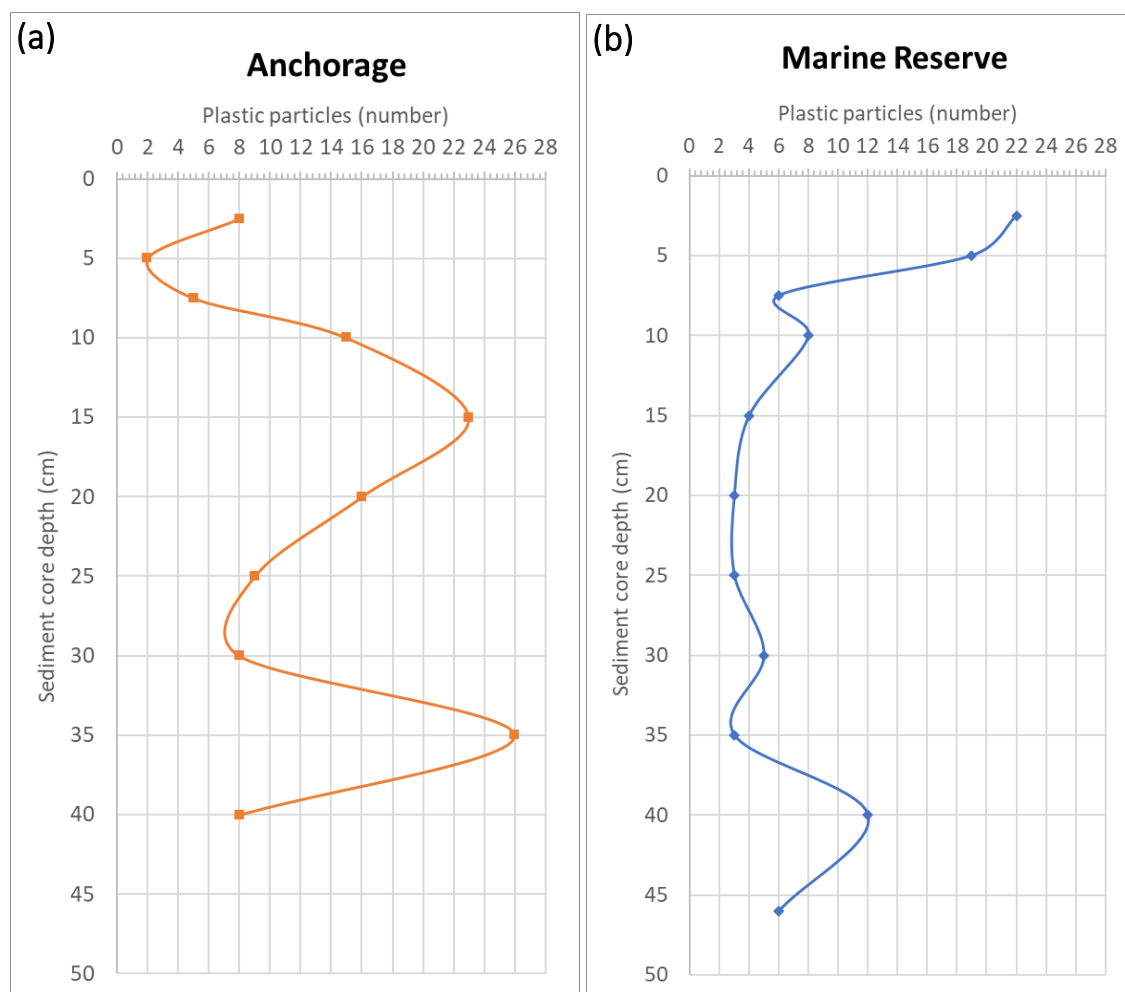 (a)
Anchorage
Plastic particles (number)
0 2 4 6 8 10 12 14 16 18 20 22 24 26 28
0
5
10
15
20
25
30
35
40
45
50
Sediment core depth (cm)
(b)
Marine Reserve
Plastic particles (number)
0 2 4 6 8 10 12 14 16 18 20 22 24 26 28
0
5
10
15
20
25
30
35
40
45
50
Sediment core depth (cm)